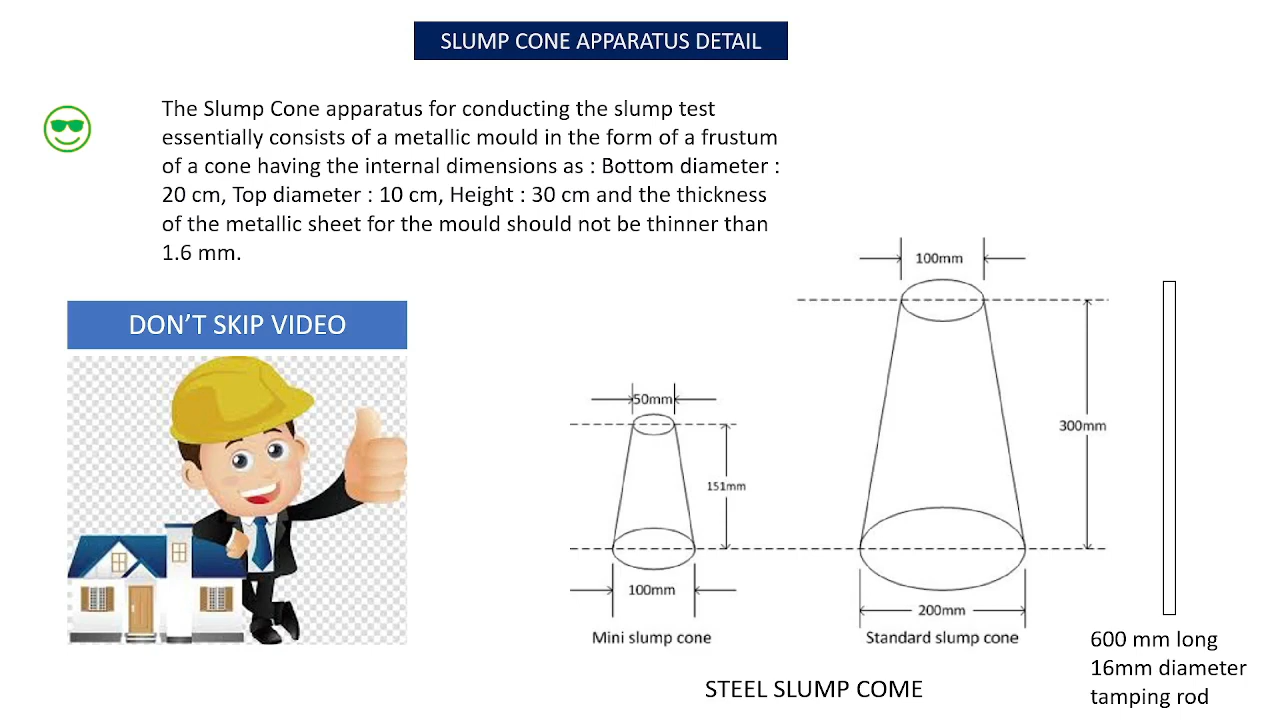 SLUMP CONE APPARATUS DETAIL
The Slump Cone apparatus for conducting the slump test
essentially consists of a metallic mould in the form of a frustum
of a cone having the internal dimensions as : Bottom diameter :
20 cm, Top diameter : 10 cm, Height : 30 cm and the thickness
of the metallic sheet for the mould should not be thinner than
1.6 mm.
DON'T SKIP VIDEO
100mm
50mm
300mm
151mm
100mm
200mm
Mini slump cone
Standard slump cone
600 mm long
16mm diameter
tamping rod
STEEL SLUMP COME